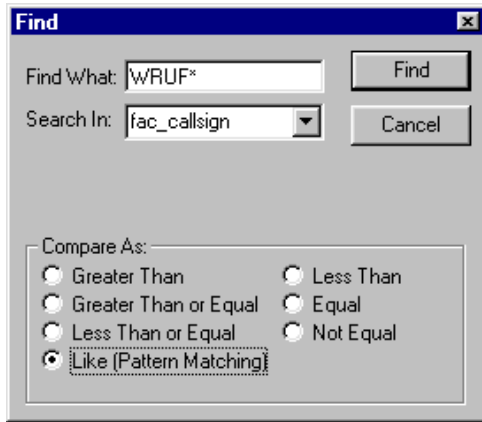 Find
Find What: WRUF*
Find
Search In: fac_callsign
Cancel
Compare As:
Greater Than
Less Than
Greater Than or Equal
Equal
Less Than or Equal
Not Equal
Like (Pattern Matching)